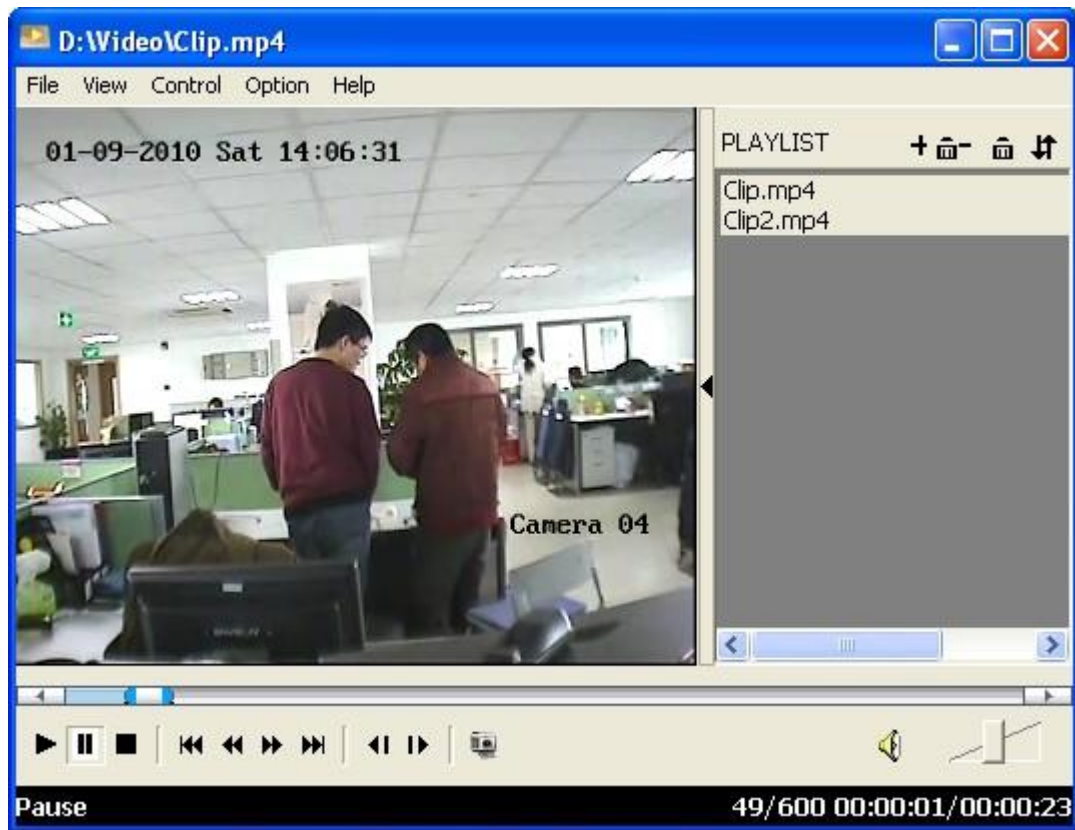 D:\Video\Clip.mp4
File View Control Option Help
01-09-2010 Sat 14:06:31
PLAYLIST
Clip.mp4
Clip2.mp4
Camera 04
Pause
49/600 00:00:01/00:00:23